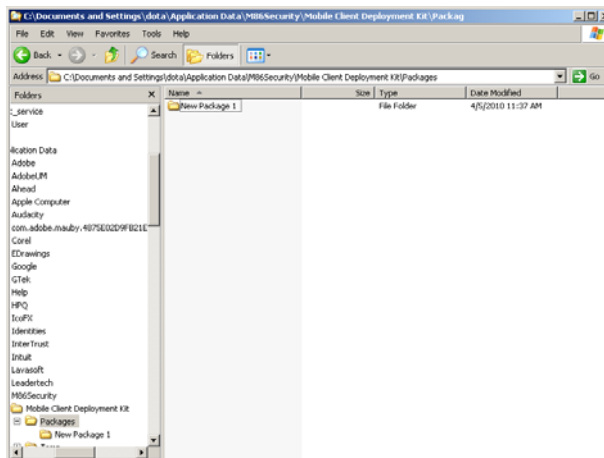 C:\Documents and Settings\dota\Application Data\M86Security\Mobile Client Deployment Kit\Packag
File Edit View Favorites Tools Help
Back Search Folders
Address C:\Documents and Settings\dota\Application Data\M86Security\Mobile Client Deployment Kit\Packages Go
Folders Name Size Type Date Modified
c_service New Package 1 File Folder 4/5/2010 11:37 AM
User
lication Data
Adobe
AdobeUM
Ahead
Apple Computer
Audacity
com.adobe.mauby.4875E02D9FB21E
Corel
EDrawings
Google
GTek
Help
HPQ
IcoFX
Identities
InterTrust
Intuit
Lavasoft
Leadertech
M86Security
Mobile Client Deployment Kit
Packages
New Package 1